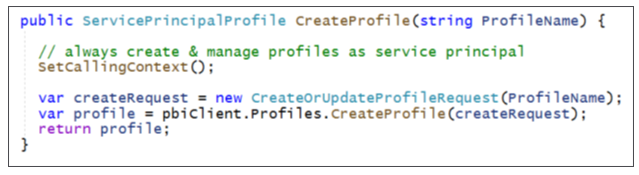 public ServicePrincipalProfile CreateProfile(string ProfileName) {
// always create & manage profiles as service principal
SetCallingContext();
var createRequest = new CreateOrUpdateProfileRequest(ProfileName);
var profile = pbiClient.Profiles.CreateProfile(createRequest);
return profile;
}